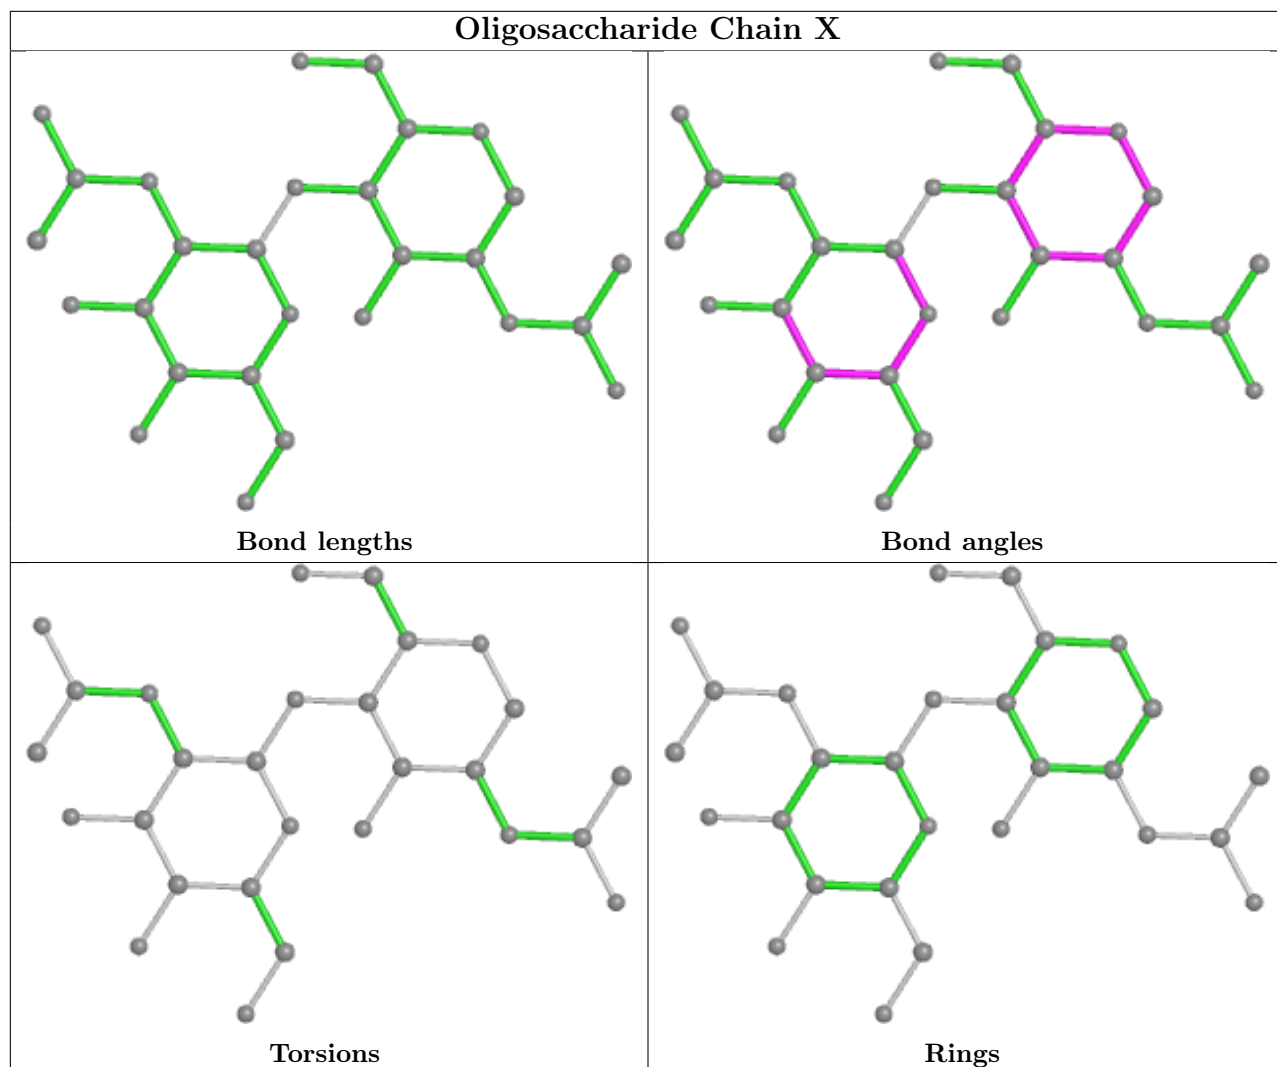 Oligosaccharide Chain X
Bond lengths
Bond angles
Torsions
Rings